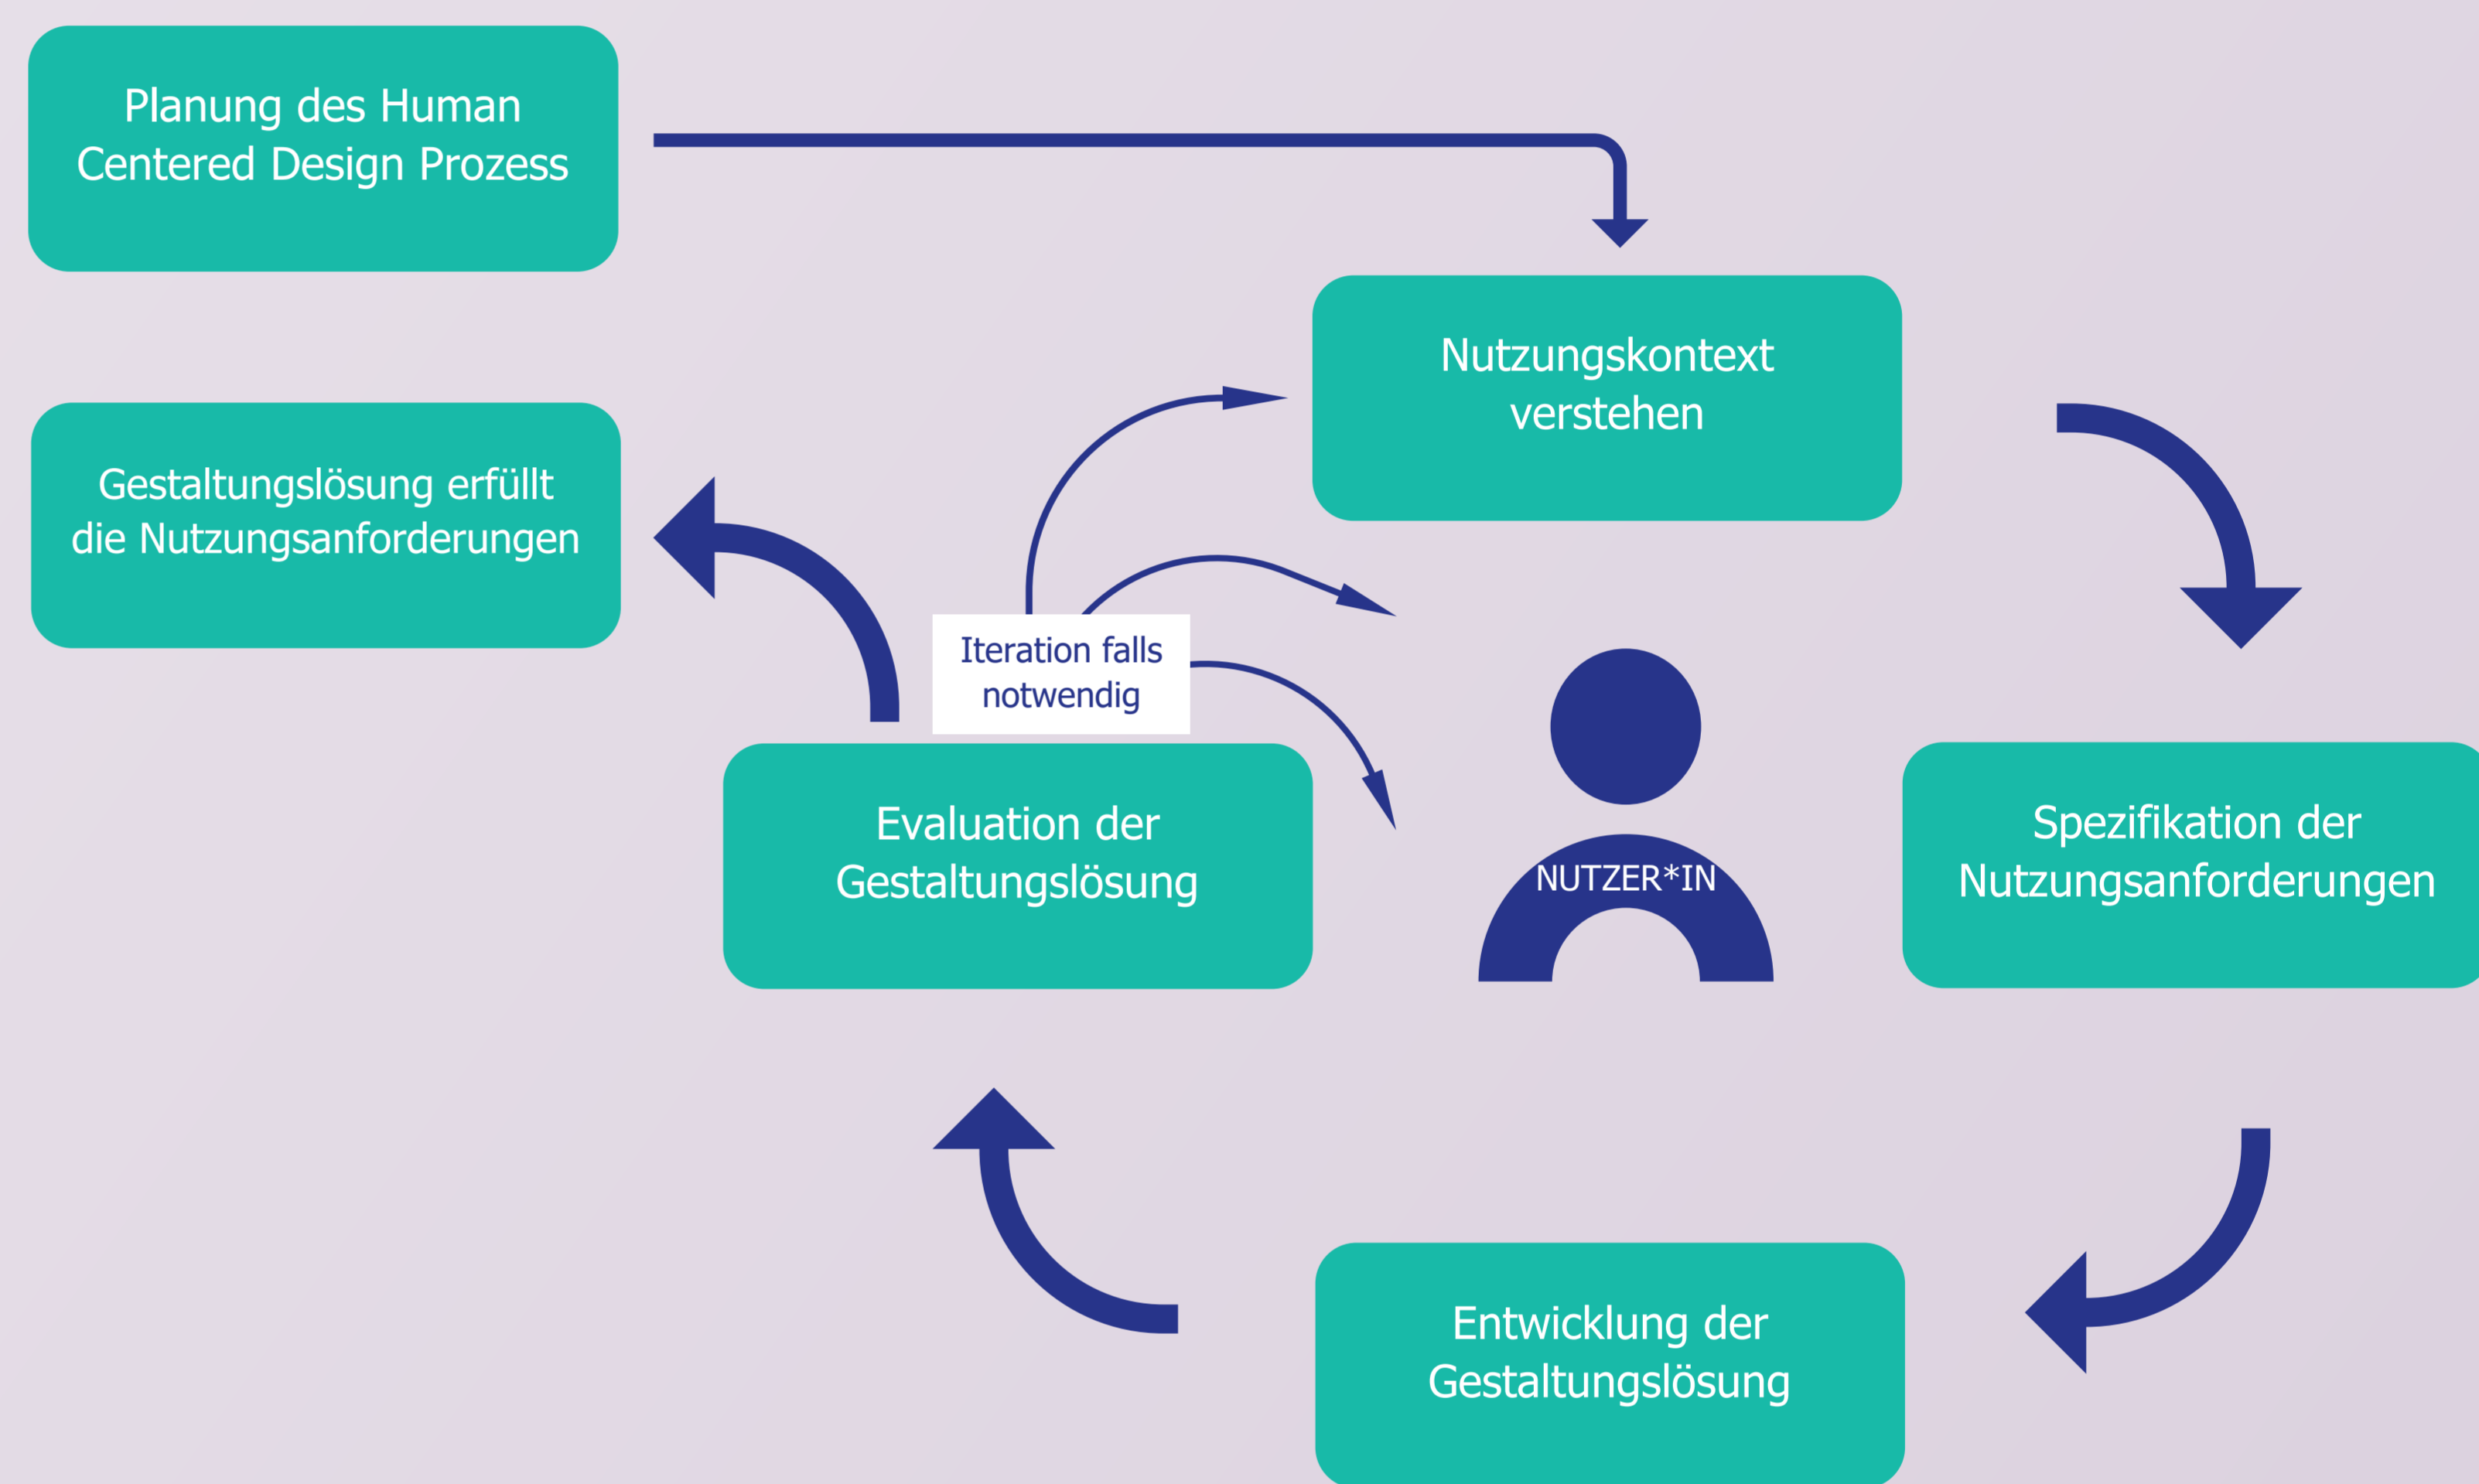 Planung des Human
Centered Design Prozess
Nutzungskontext
verstehen
Gestaltungslösung erfüllt
die Nutzungsanforderungen
Iteration falls
notwendig
Evaluation der
Gestaltungslösung
NUTZER*IN
Spezifikation der
Nutzungsanforderungen
Entwicklung der
Gestaltungslösung